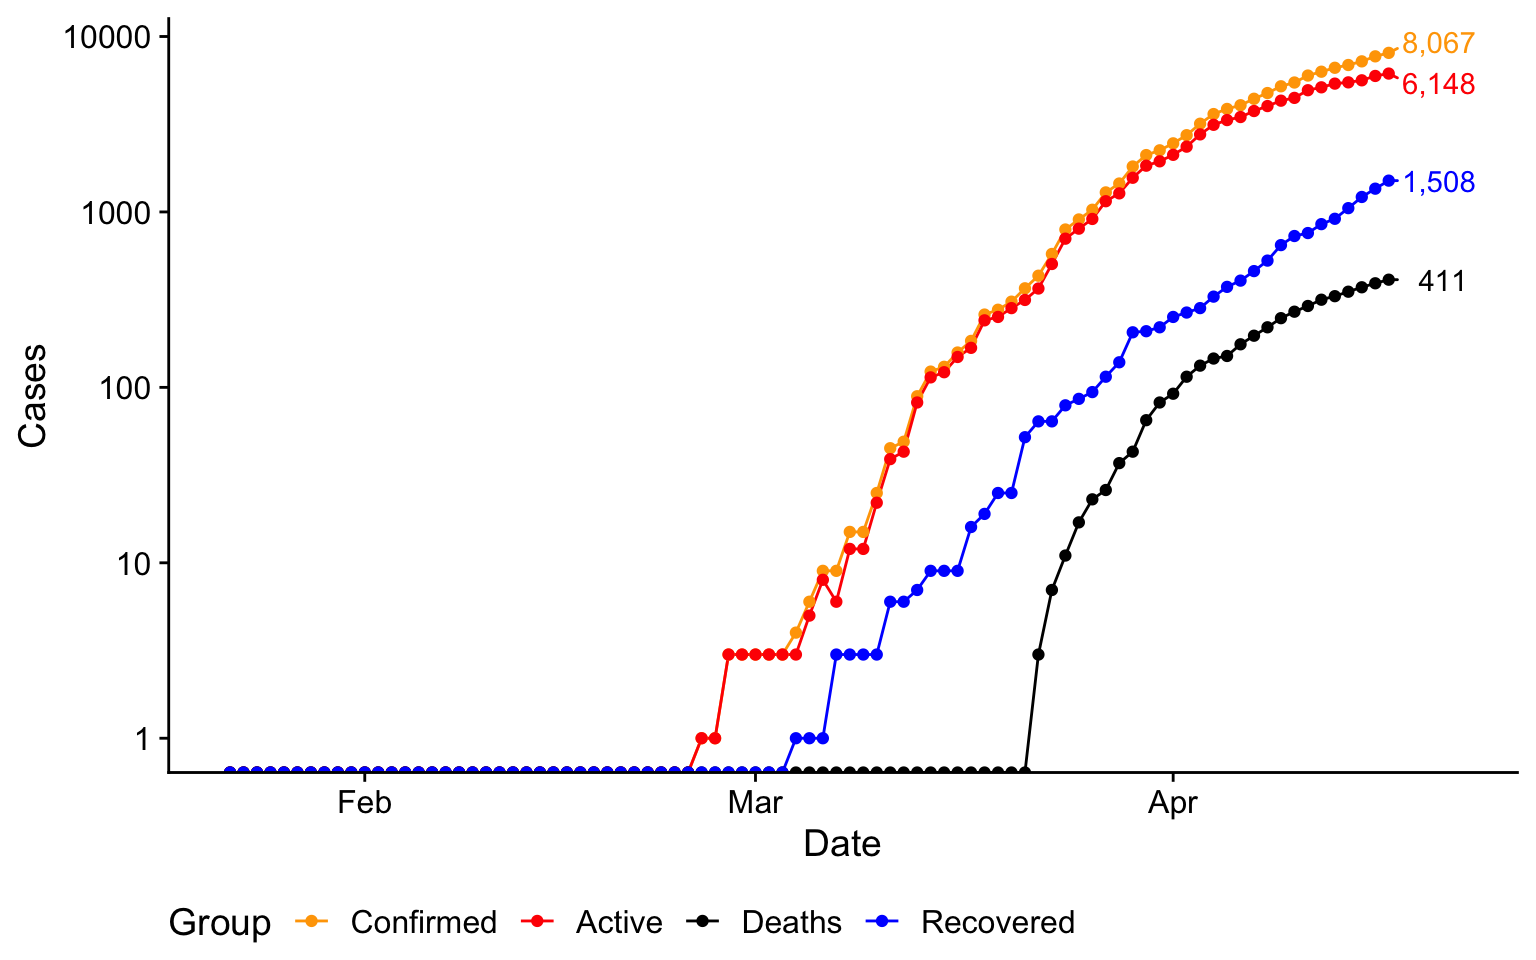 10000
1000
100
10
1
Cases
8,067
6,148
1,508
411
Feb Mar Apr
Date
Group Confirmed Active Deaths Recovered